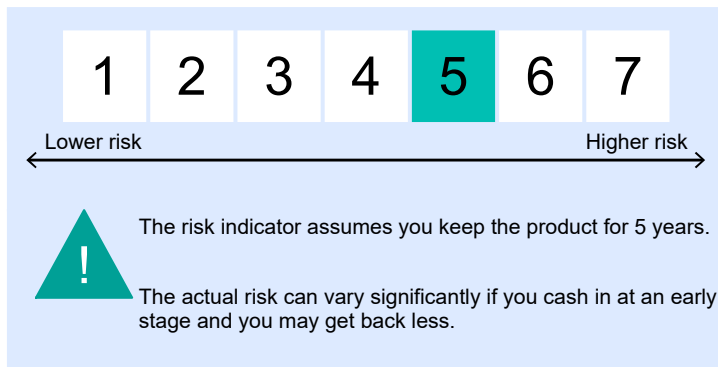 1 2 3 4 5 6 7
Lower risk Higher risk
!
The risk indicator assumes you keep the product for 5 years.
The actual risk can vary significantly if you cash in at an early
stage and you may get back less.